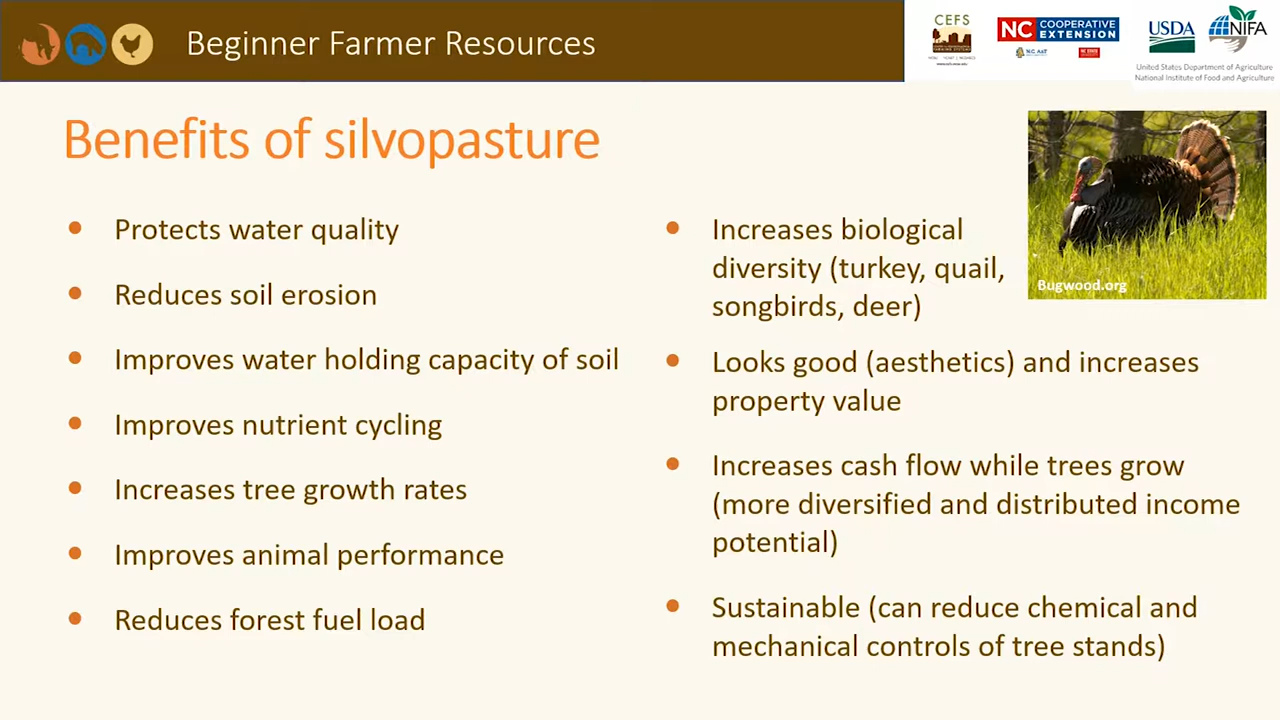 Beginner Farmer Resources
CEFS
NC COOPERATIVE
EXTENSION
USDA
NIFA
United States Department of Agriculture
National Institute of Food and Agriculture
Benefits of silvopasture
Protects water quality
Reduces soil erosion
Improves water holding capacity of soil
Improves nutrient cycling
Increases tree growth rates
Improves animal performance
Reduces forest fuel load
Increases biological
diversity (turkey, quail,
songbirds, deer)
Looks good (aesthetics) and increases
property value
Increases cash flow while trees grow
(more diversified and distributed income
potential)
Sustainable (can reduce chemical and
mechanical controls of tree stands)
Bugwood.org